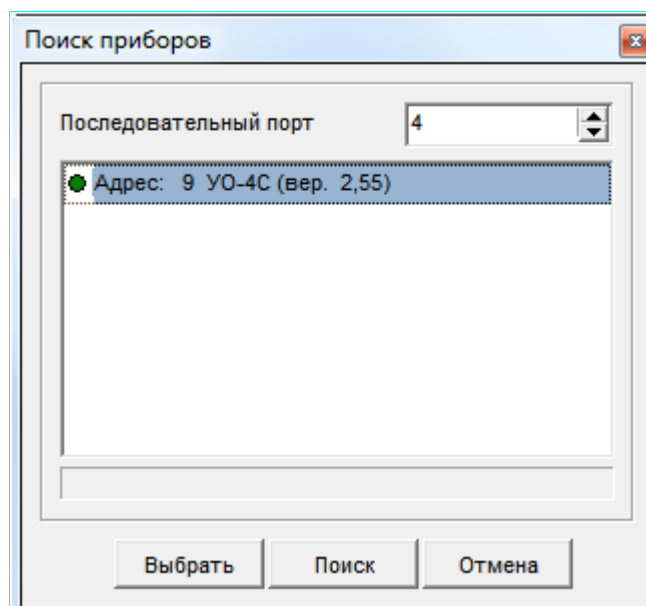 Поиск приборов
Последовательный порт 4
Адрес: 9 УО-4С (вер. 2,55)
Выбрать Поиск Отмена